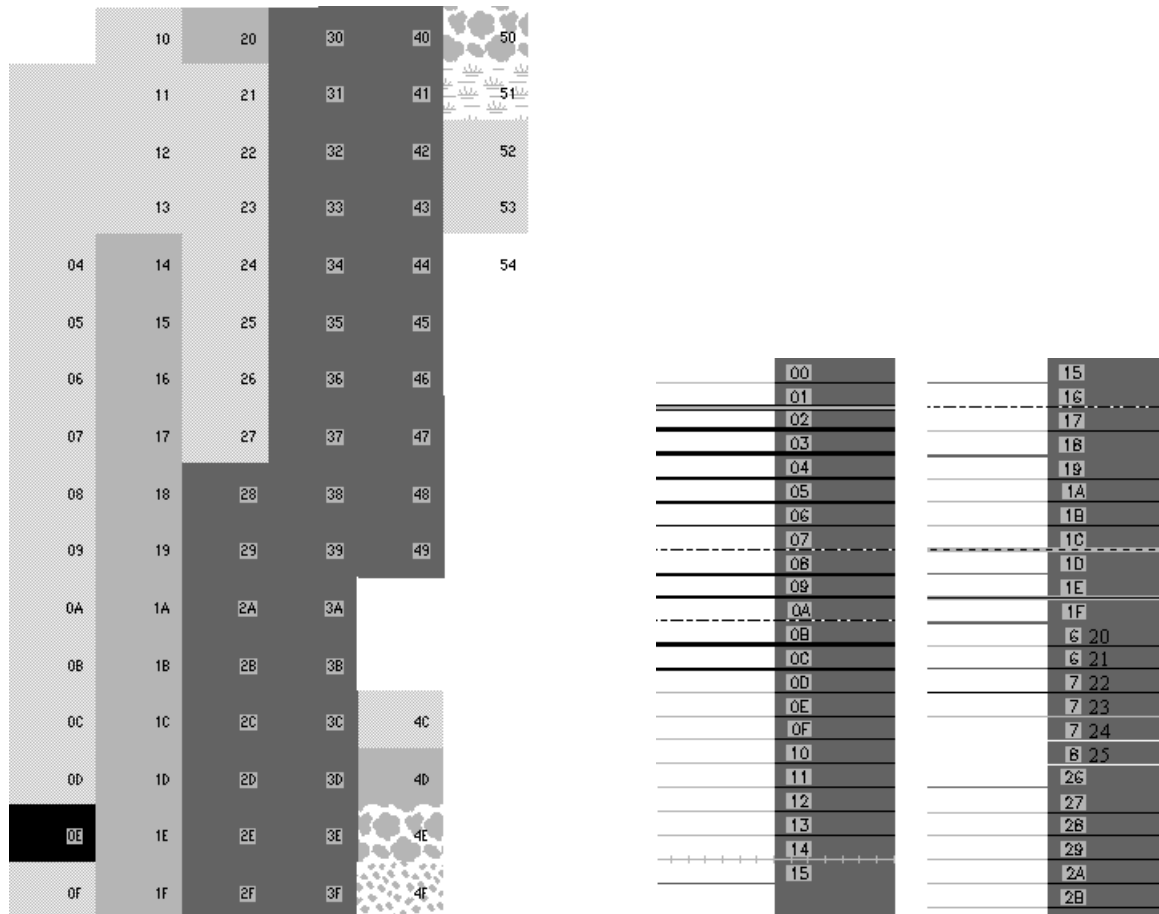 10 20 30 40 50
11 21 31 41 51
12 22 32 42 52
13 23 33 43 53
04 14 24 34 44 54
05 15 25 35 45
06 16 26 36 46
07 17 27 37 47
08 18 28 38 48
09 19 29 39 49
0A 1A 2A 3A
0B 1B 2B 3B
0C 1C 2C 3C 4C
0D 1D 2D 3D 4D
0E 1E 2E 3E 4E
0F 1F 2F 3F 4F
00 15
01 16
02 17
03 18
04 19
05 1A
06 1B
07 1C
08 1D
09 1E
0A 1F
0B 6 20
0C 6 21
0D 7 22
0E 7 23
0F 7 24
10 8 25
11 26
12 27
13 28
14 29
15 2A
2B